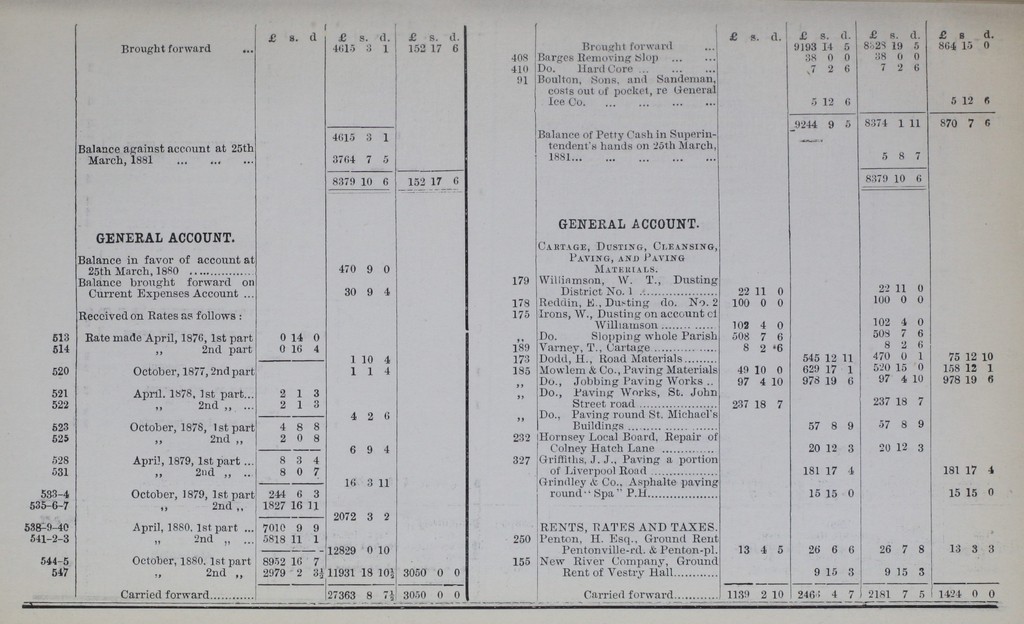 £ s. d £ s. d. £ s. d.
Brought forward ... 4615 3 1 152 17 6
4615 3 1
Balance against account at 25th
March, 1881 ... ... ... 3764 7 5
8379 10 6 152 17 6
GENERAL ACCOUNT.
Balance in favor of account at
25th March, 1880 ............... 470 9 0
Balance brought forward on
Current Expenses Account ... 30 9 4
Received on Rates as follows :
513 Rate made April, 1876, 1st part 0 14 0
514 ,, 2nd part 0 16 4
1 10 4
520 October, 1877, 2nd part 1 1 4
521 April. 1878, 1st part... 2 1 3
522 ,, 2nd ,, ... 2 1 3
4 2 6
523 October, 1878, 1st part 4 8 8
525 ,, 2nd ,, 2 0 8
6 9 4
528 April, 1879, 1st part ... 8 3 4
531 ,, 2nd ,, ... 8 0 7
16 3 11
533-4 October, 1879, 1st part 244 6 3
535-6-7 ,, 2nd ,, 1827 16 11
2072 3 2
538-9-40 April, 1880. 1st part ... 7010 9 9
541-2-3 ,, 2nd ,, ... 5818 11 1
12829 0 10
544-5 October, 1880. 1st part 8952 16 7
547 ,, 2nd ,, 2979 2 3½ 11931 18 10½ 3050 0 0
Carried forward........... 27363 8 7½ 3050 0 0
£ s. d. £ s. d. £ s. d. £ s d.
Brought forward ... 9193 14 5 8328 19 5 864 15 0
408 Barges Removing Slop ... ... 38 0 0 38 0 0
410 Do. Hard Core ... ... ... 7 2 6 7 2 6
91 Boulton, Sons, and Sandeman,
costs out of pocket, re General
Ice Co. ... ... ... ... 5 12 6 5 12 6
9244 9 5 8374 1 11 870 7 6
Balance of Petty Cash in Superin-
tendent's hands on 25th March,
1881... ... ... ... ... 5 8 7
8379 10 6
GENERAL ACCOUNT.
CARTAGE, DUSTING, CLEANSING,
PAVING, AND PAVING
MATERIALS.
179 Williamson, W. T., Dusting
District No. 1 .................. 22 11 0 22 11 0
178 Reddin, E., Dusting do. No. 2 100 0 0 100 0 0
175 Irons, W., Dusting on account of
Williamson ............. 102 4 0 102 4 0
,, Do. Slopping whole Parish 508 7 6 508 7 6
189 Varney, T., Cartage............... 8 2 6 8 2 6
173 Dodd, H., Road Materials......... 545 12 11 470 0 1 75 12 10
185 Mowlem & Co., Paving Materials 49 10 0 629 17 1 520 15 0 158 12 1
,, Do., Jobbing Paving Works .. 97 4 10 978 19 6 97 4 10 978 19 6
,, Do., Paving Works, St. John
Street road ..................... 237 18 7 237 18 7
,, Do., Paving round St. Michael's
Buildings ..................... 57 8 9 57 8 9
232 Hornsey Local Board, Repair of
Colney Hatch Lane ............... 20 12 3 20 12 3
327 Griffiths, J. J., Paving a portion
of Liverpool Road ............... 181 17 4 181 17 4
Grindley & Co., Asphalte paving
round "Spa" P.H.................. 15 15 0 15 15 0
RENTS, RATES AND TAXES.
250 Penton, H. Esq., Ground Rent
Pentonville-rd. & Penton-pl. 13 4 5 26 6 6 26 7 8 13 3 3
155 New River Company, Ground
Rent of Vestry Hall............ 9 15 3 9 15 3
Carried forward........... 1139 2 10 2466 4 7 2181 7 5 1424 0 0